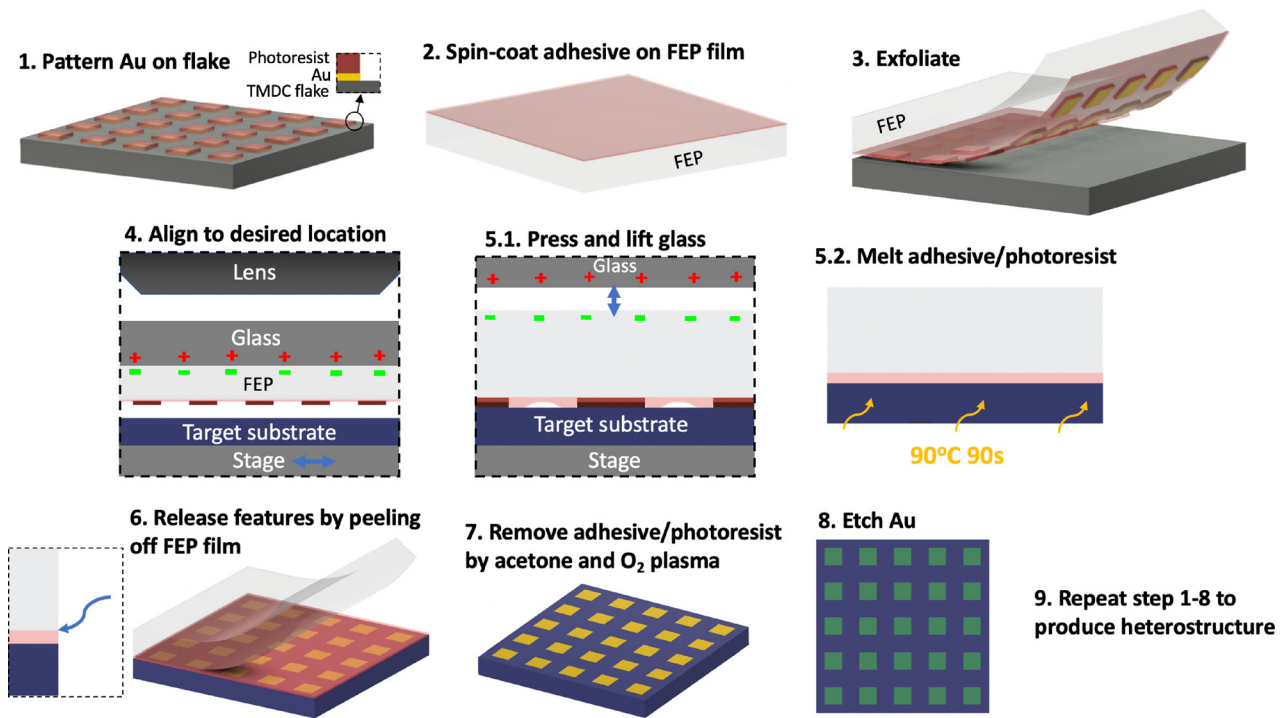 1. Pattern Au on flake
Photoresist
Au
TMDC flake
2. Spin-coat adhesive on FEP film
FEP
3. Exfoliate
FEP
4. Align to desired location
Lens
Glass
+ + + + + +
- - - - - -
FEP
Target substrate
Stage
5.1. Press and lift glass
Glass
+ + + + + +
- - - - - -
Target substrate
Stage
5.2. Melt adhesive/photoresist
90°C 90s
6. Release features by peeling
off FEP film
7. Remove adhesive/photoresist
by acetone and O₂ plasma
8. Etch Au
9. Repeat step 1-8 to
produce heterostructure